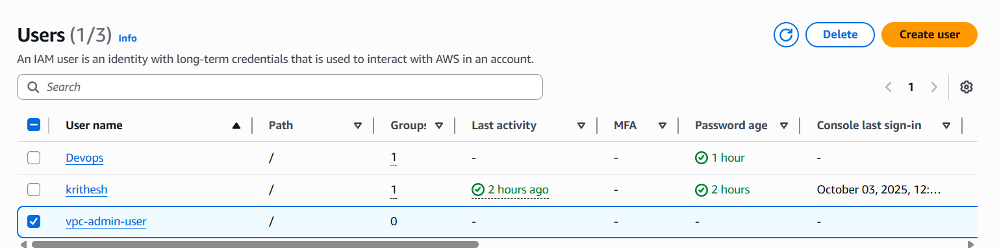 Users (1/3) Info
Delete
Create user
An IAM user is an identity with long-term credentials that is used to interact with AWS in an account.
Search
1
User name Path Groups Last activity MFA Password age Console last sign-in
Devops / 1 - - 1 hour -
krithesh / 1 2 hours ago - 2 hours October 03, 2025, 12:...
vpc-admin-user / 0 - - - -